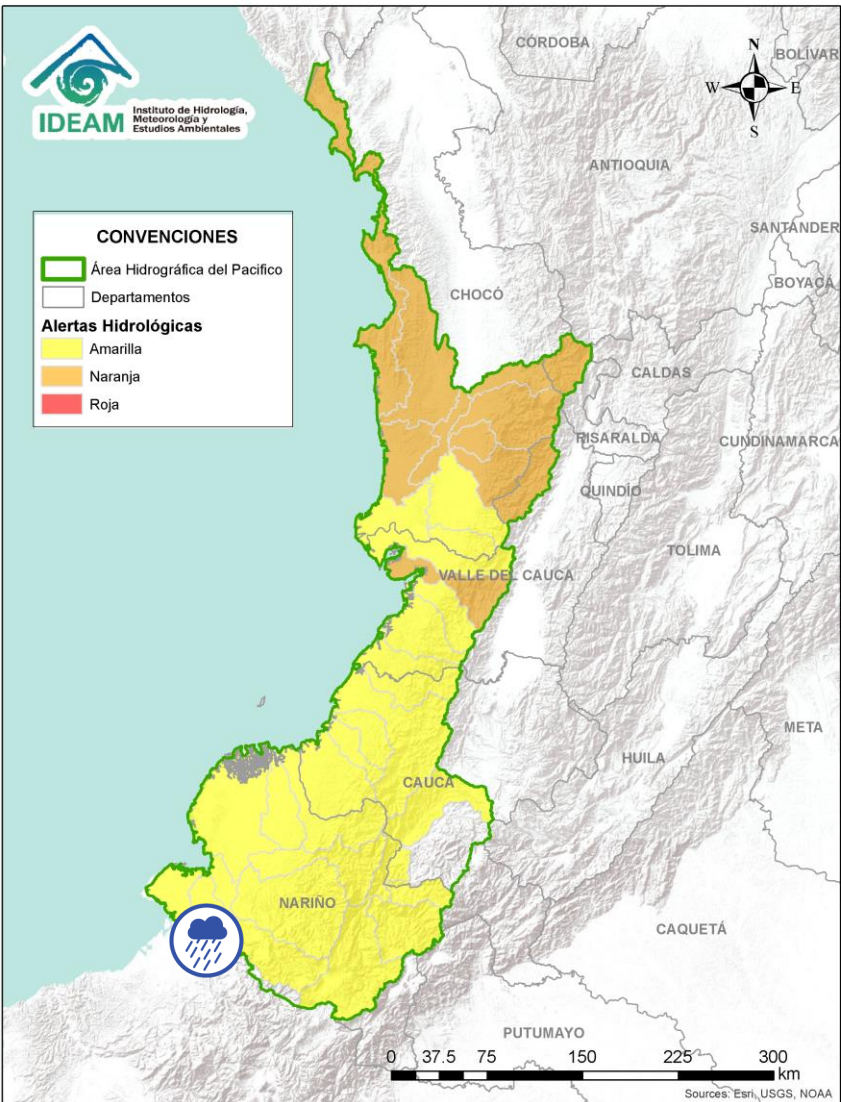 IDEAM
Instituto de Hidrología,
Meteorología y
Estudios Ambientales
CÓRDOBA
BOLIVAR
N
W
E
S
ANTIOQUIA
SANTANDER
BOYACÁ
CONVENCIONES
Área Hidrográfica del Pacifico
Departamentos
Alertas Hidrológicas
Amarilla
Naranja
Roja
CHOCÓ
CALDAS
RISARALDA
CUNDINAMARCA
QUINDÍO
TOLIMA
VALLE DEL CAUCA
META
HUILA
CAUCA
NARIÑO
CAQUETÁ
PUTUMAYO
0 37.5 75 150 225 300
km
Sources: Esri, USGS, NOAA